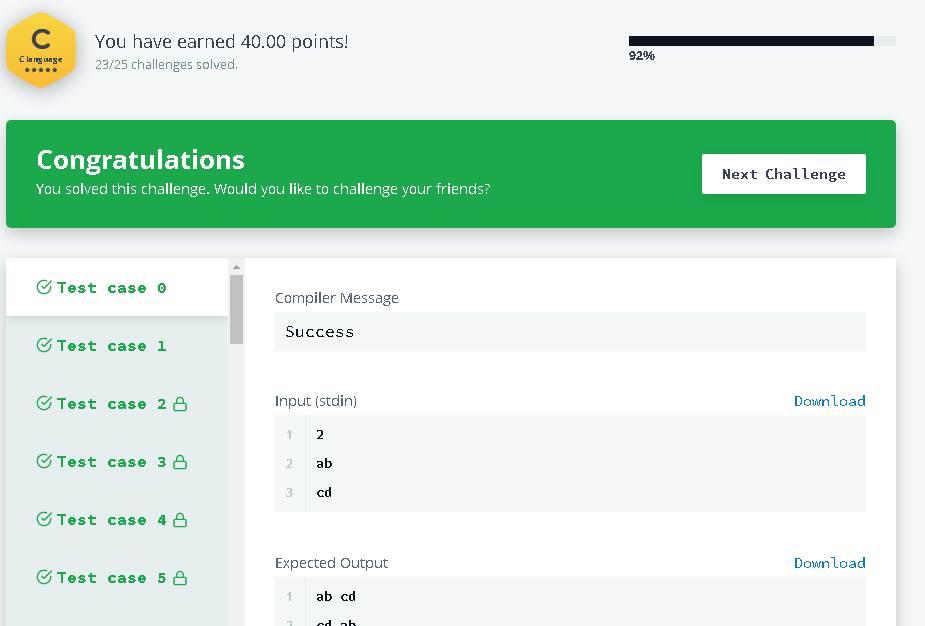 C
C language
You have earned 40.00 points!
23/25 challenges solved.
92%
Congratulations
You solved this challenge. Would you like to challenge your friends?
Next Challenge
Test case 0
Test case 1
Test case 2
Test case 3
Test case 4
Test case 5
Compiler Message
Success
Input (stdin)
Download
1 2
2 ab
3 cd
Expected Output
Download
1 ab cd
2 cd ab